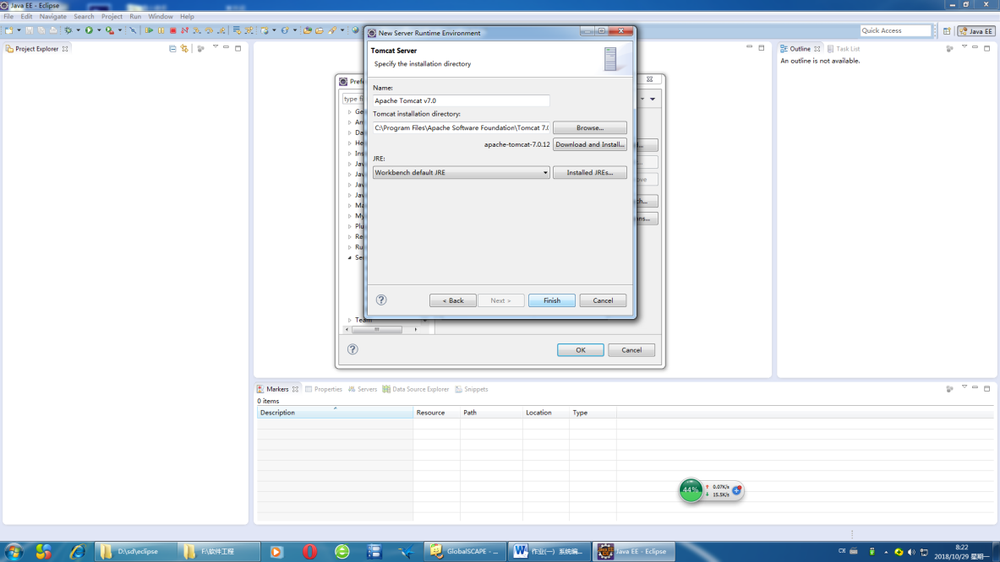 Java EE - Eclipse
File Edit Navigate Search Project Run Window Help
Quick Access
Java EE
Project Explorer
New Server Runtime Environment
Tomcat Server
Specify the installation directory
Name:
Apache Tomcat v7.0
Tomcat installation directory:
C:\Program Files\Apache Software Foundation\Tomcat 7.0
Browse...
apache-tomcat-7.0.12
Download and Install...
JRE:
Workbench default JRE
Installed JREs...
< Back
Next >
Finish
Cancel
Pref
type fi
Ge
An
Da
He
Ins
Jav
Jav
Jav
Jav
Ma
My
Plu
Re
Ru
Se
Team
OK
Cancel
Outline
Task List
An outline is not available.
Markers
Properties
Servers
Data Source Explorer
Snippets
0 items
Description
Resource
Path
Location
Type
44%
0.07K/s
15.5K/s
D:\sd\eclipse
F:\软件工程
GlobalSCAPE - ...
作业(一) 系统编...
Java EE - Eclipse
CH
8:22
2018/10/29 星期一